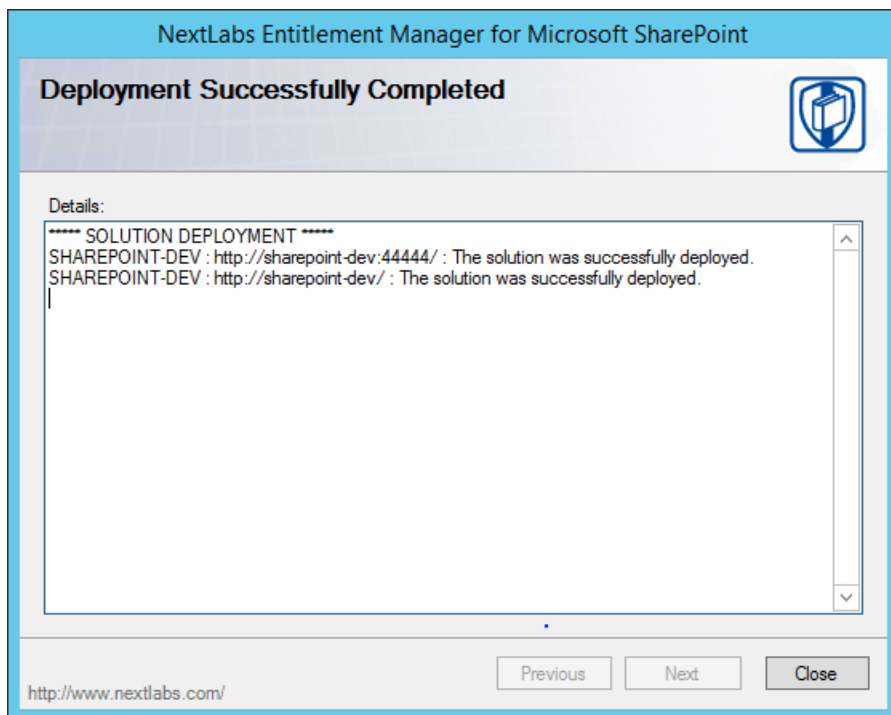 NextLabs Entitlement Manager for Microsoft SharePoint
Deployment Successfully Completed
Details:
***** SOLUTION DEPLOYMENT *****
SHAREPOINT-DEV : http://sharepoint-dev:44444/ : The solution was successfully deployed.
SHAREPOINT-DEV : http://sharepoint-dev/ : The solution was successfully deployed.
Previous
Next
Close
http://www.nextlabs.com/